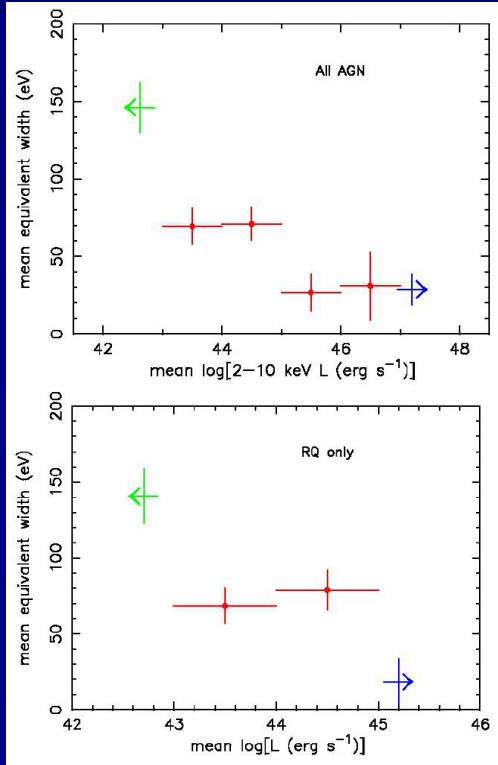 200
150
100
50
0
mean equivalent width (eV)
All AGN
42 44 46 48
mean log[2−10 keV L (erg s⁻¹)]
200
150
100
50
0
mean equivalent width (eV)
RQ only
42 43 44 45 46
mean log[L (erg s⁻¹)]